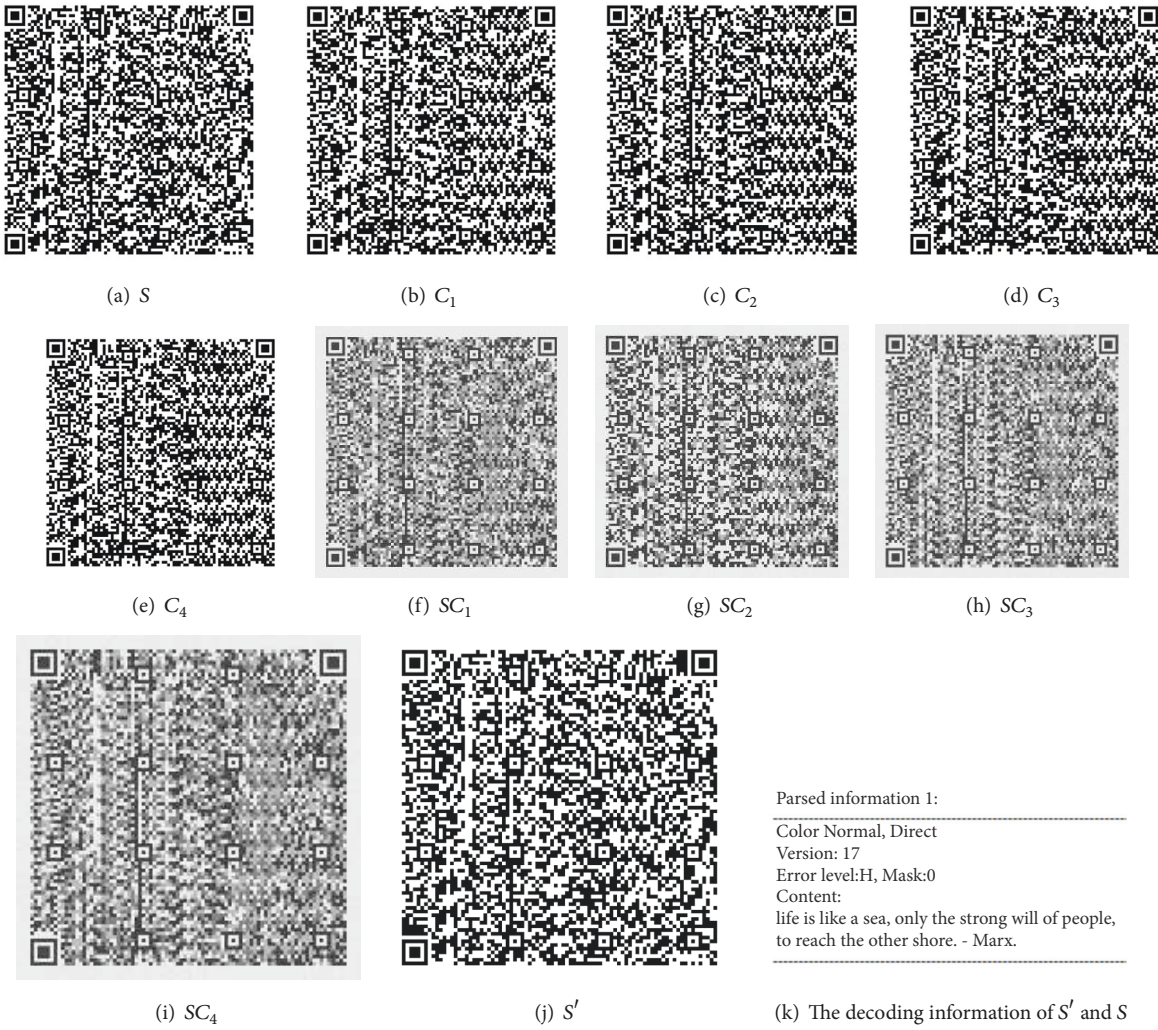 (a) S
(b) C₁
(c) C₂
(d) C₃
(e) C₄
(f) SC₁
(g) SC₂
(h) SC₃
Parsed information 1:
Color Normal, Direct
Version: 17
Error level:H, Mask:0
Content:
life is like a sea, only the strong will of people,
to reach the other shore. - Marx.
(i) SC₄
(j) S′
(k) The decoding information of S′ and S